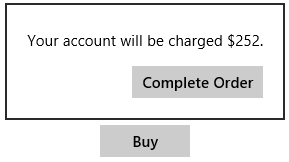 Your account will be charged $252.
Complete Order
Buy